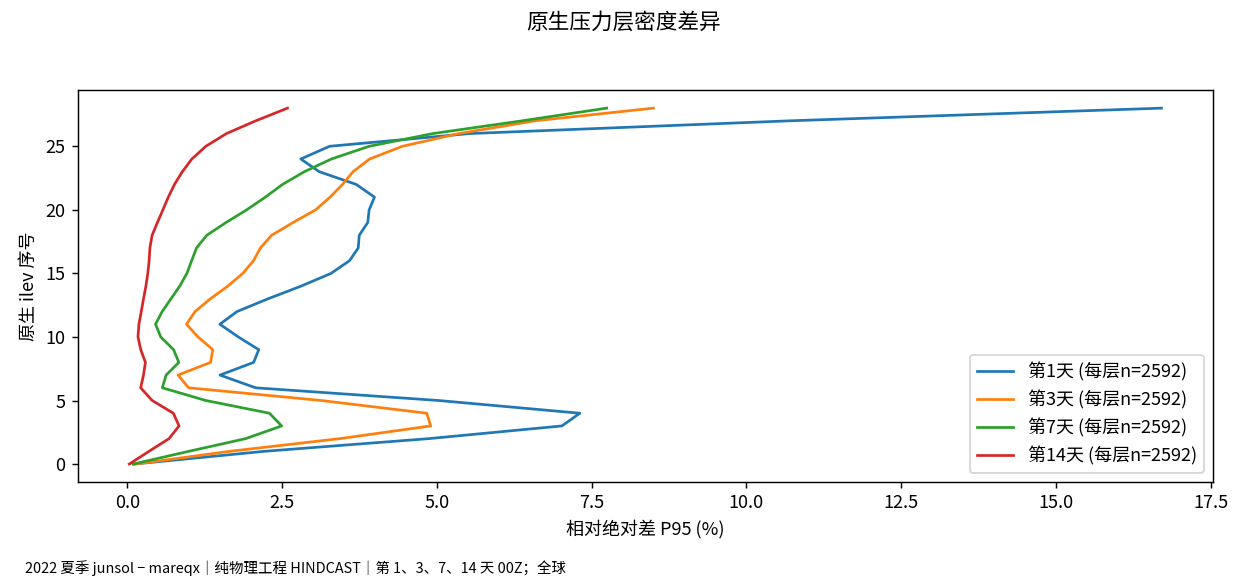 原生压力层密度差异
原生 ilev 序号
25
20
15
10
5
0
0.0 2.5 5.0 7.5 10.0 12.5 15.0 17.5
相对绝对差 P95 (%)
第1天 (每层n=2592)
第3天 (每层n=2592)
第7天 (每层n=2592)
第14天 (每层n=2592)
2022 夏季 junsol − mareqx｜纯物理工程 HINDCAST｜第 1、3、7、14 天 00Z；全球